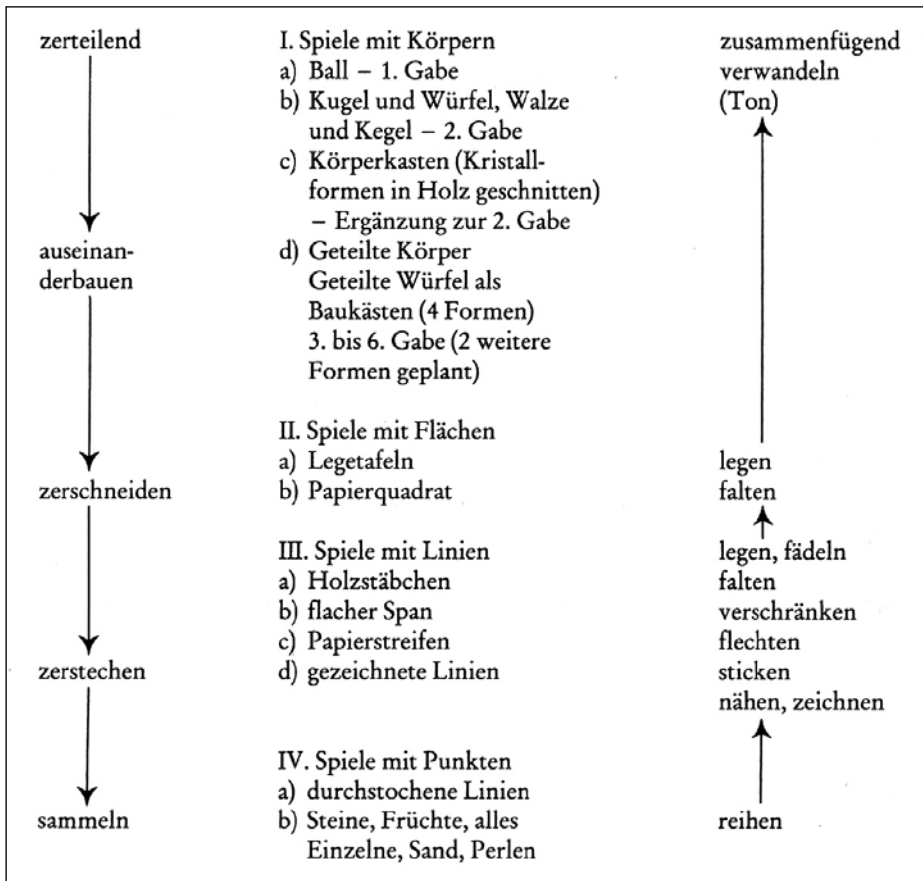 zerteilend
auseinan-
derbauen
zerschneiden
zerstechen
sammeln
I. Spiele mit Körpern
a) Ball – 1. Gabe
b) Kugel und Würfel, Walze
und Kegel – 2. Gabe
c) Körperkasten (Kristall-
formen in Holz geschnitten)
– Ergänzung zur 2. Gabe
d) Geteilte Körper
Geteilte Würfel als
Baukästen (4 Formen)
3. bis 6. Gabe (2 weitere
Formen geplant)
II. Spiele mit Flächen
a) Legetafeln
b) Papierquadrat
III. Spiele mit Linien
a) Holzstäbchen
b) flacher Span
c) Papierstreifen
d) gezeichnete Linien
IV. Spiele mit Punkten
a) durchstochene Linien
b) Steine, Früchte, alles
Einzelne, Sand, Perlen
zusammenfügend
verwandeln
(Ton)
legen
falten
legen, fädeln
falten
verschränken
flechten
sticken
nähen, zeichnen
reihen